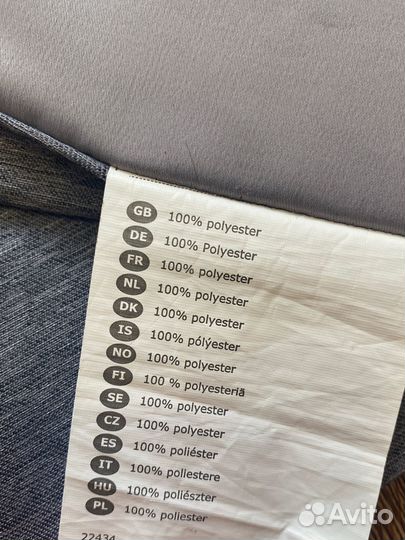 GB 100% polyester
DE 100% Polyester
FR 100% polyester
NL 100% polyester
DK 100% polyester
IS 100% pólýester
NO 100% polyester
FI 100 % polyesteriä
SE 100% polyester
CZ 100% polyester
ES 100% poliéster
IT 100% poliestere
HU 100% poliészter
PL 100% poliester
22434
Avito